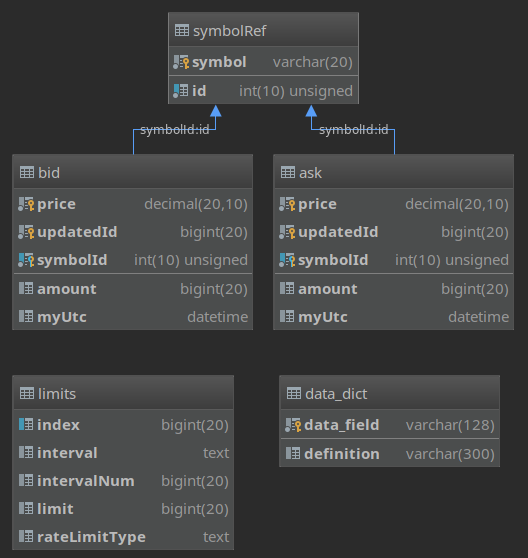 symbolRef
symbol varchar(20)
id int(10) unsigned
symbolId:id symbolId:id
bid
price decimal(20,10)
updatedId bigint(20)
symbolId int(10) unsigned
amount bigint(20)
myUtc datetime
ask
price decimal(20,10)
updatedId bigint(20)
symbolId int(10) unsigned
amount bigint(20)
myUtc datetime
limits
index bigint(20)
interval text
intervalNum bigint(20)
limit bigint(20)
rateLimitType text
data_dict
data_field varchar(128)
definition varchar(300)